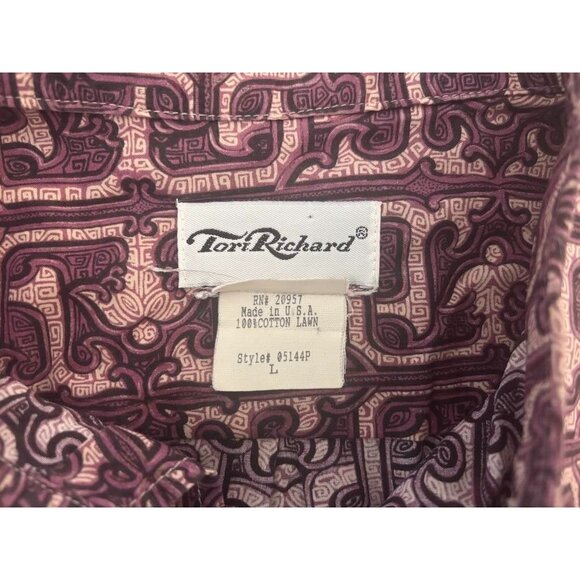 Tori Richard®
RN# 20957
Made in U.S.A.
100%COTTON LAWN
Style# 05144P
L